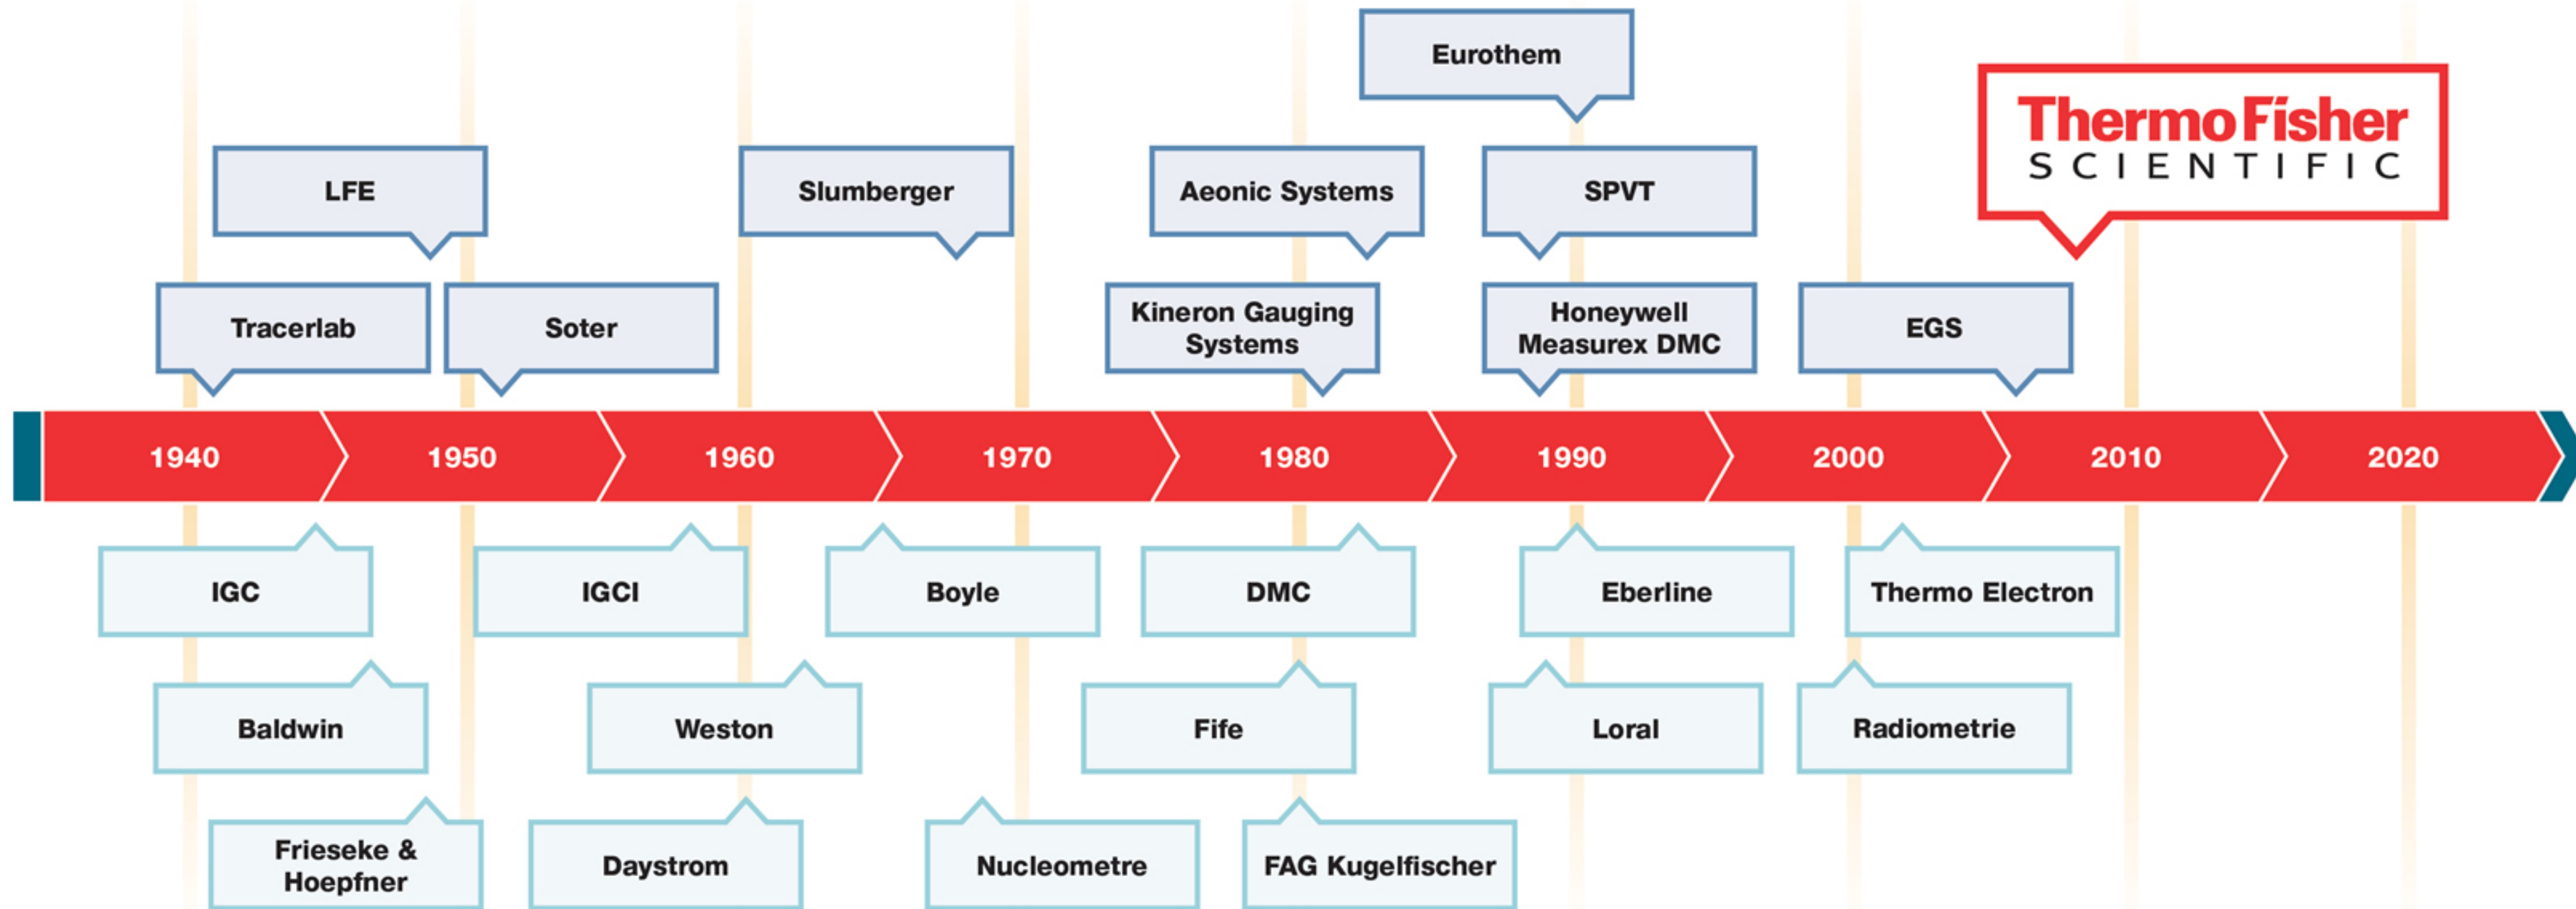 Eurothem
ThermoFisher
SCIENTIFIC
LFE
Slumberger
Aeonic Systems
SPVT
Tracerlab
Soter
Kineron Gauging
Systems
Honeywell
Measurex DMC
EGS
1940
1950
1960
1970
1980
1990
2000
2010
2020
IGC
IGCI
Boyle
DMC
Eberline
Thermo Electron
Baldwin
Weston
Fife
Loral
Radiometrie
Frieseke &
Hoepfner
Daystrom
Nucleometre
FAG Kugelfischer